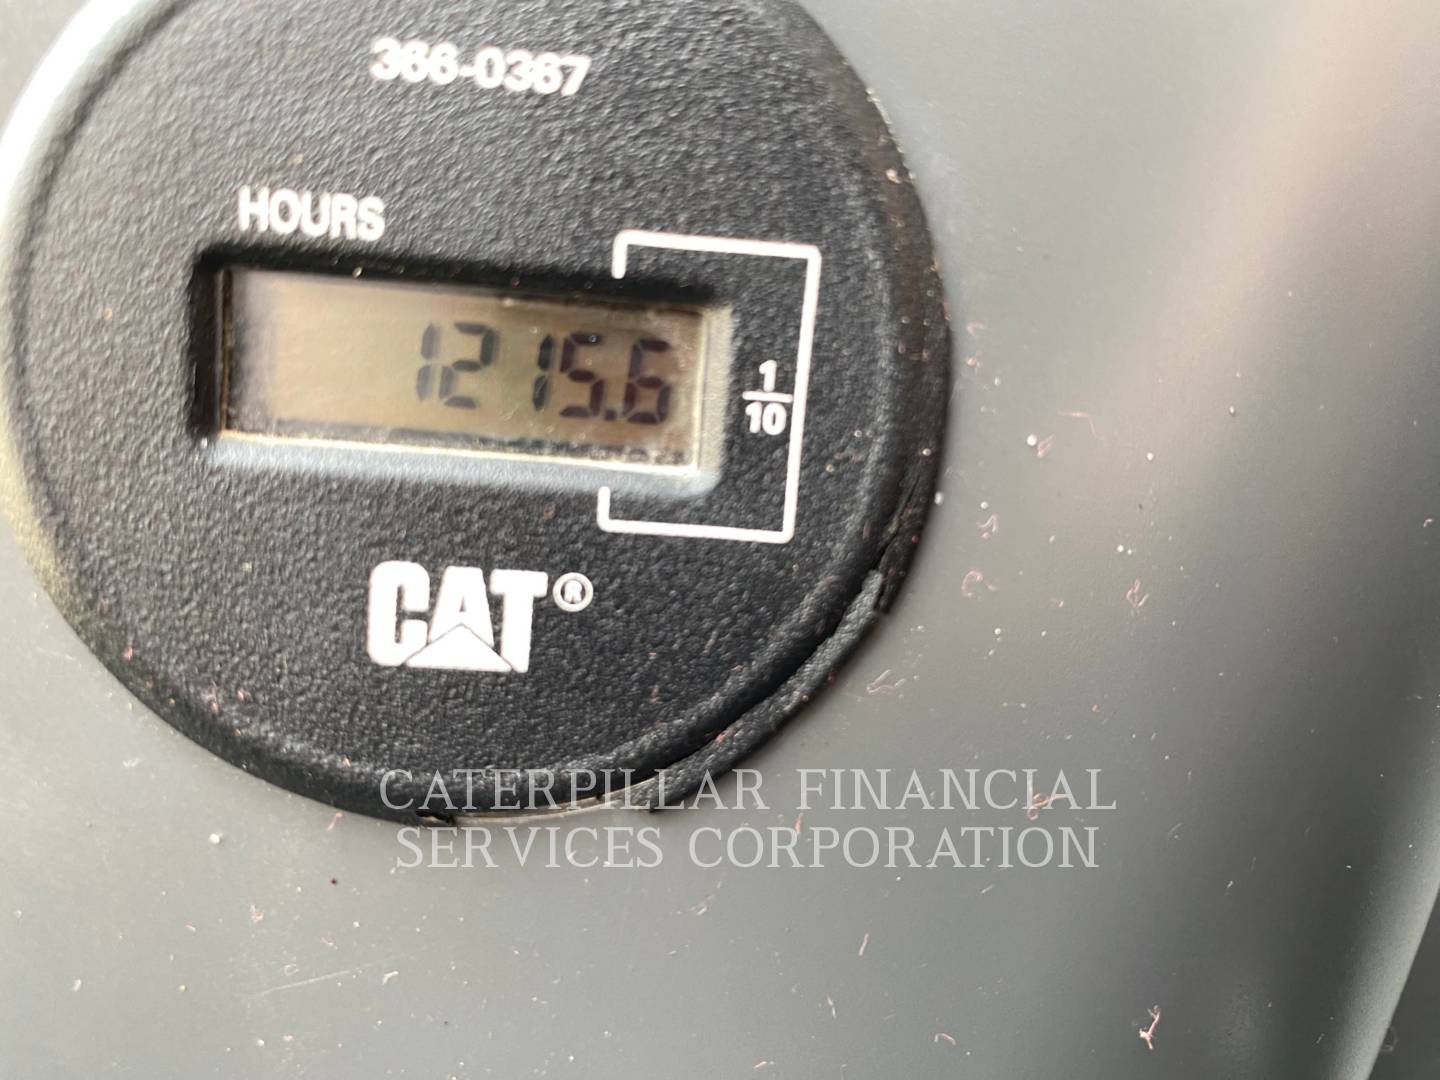 366-0367
HOURS
1215.6
1
10
CAT®
CATERPILLAR FINANCIAL
SERVICES CORPORATION